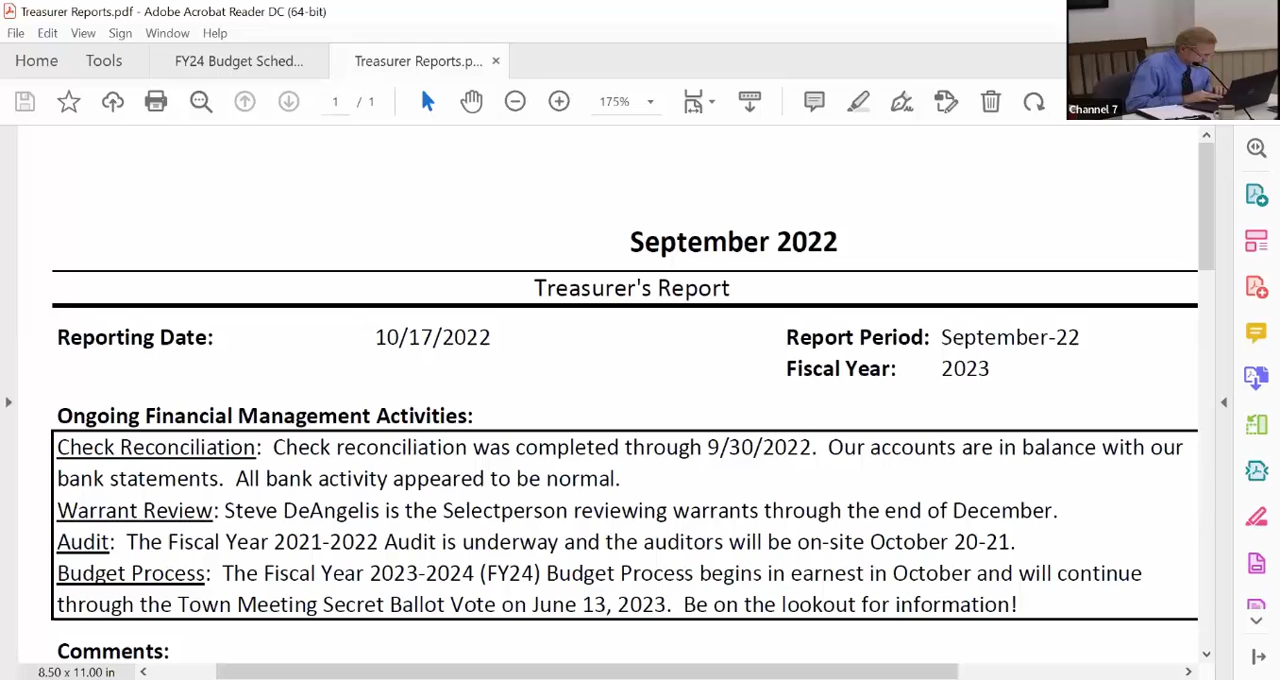 Treasurer Reports.pdf - Adobe Acrobat Reader DC (64-bit)
File Edit View Sign Window Help
Home Tools FY24 Budget Sched... Treasurer Reports.p... ×
1 / 1 175%
Channel 7
September 2022
Treasurer's Report
Reporting Date: 10/17/2022 Report Period: September-22
Fiscal Year: 2023
Ongoing Financial Management Activities:
Check Reconciliation: Check reconciliation was completed through 9/30/2022. Our accounts are in balance with our
bank statements. All bank activity appeared to be normal.
Warrant Review: Steve DeAngelis is the Selectperson reviewing warrants through the end of December.
Audit: The Fiscal Year 2021-2022 Audit is underway and the auditors will be on-site October 20-21.
Budget Process: The Fiscal Year 2023-2024 (FY24) Budget Process begins in earnest in October and will continue
through the Town Meeting Secret Ballot Vote on June 13, 2023. Be on the lookout for information!
Comments:
8.50 x 11.00 in